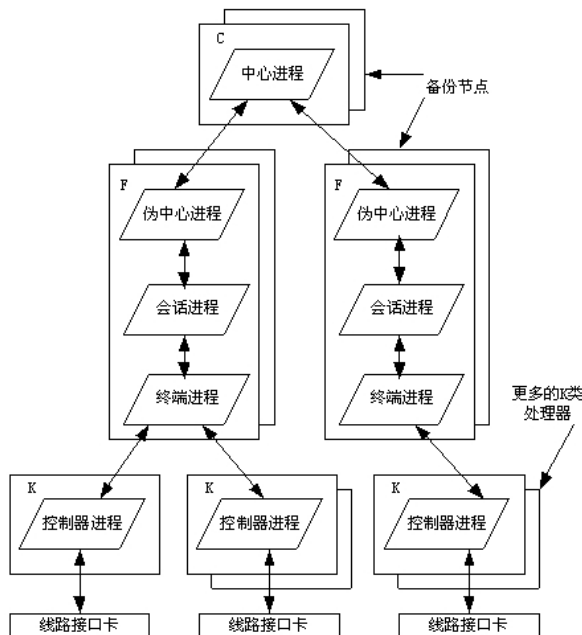 C
中心进程
备份节点
F
伪中心进程
会话进程
终端进程
F
伪中心进程
会话进程
终端进程
更多的K类
处理器
K
控制器进程
K
控制器进程
K
控制器进程
线路接口卡
线路接口卡
线路接口卡